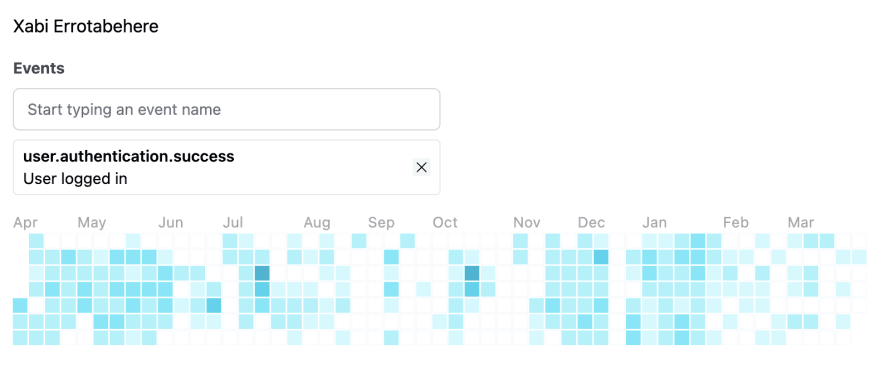 Xabi Errotabehere
Events
Start typing an event name
user.authentication.success
User logged in
Apr May Jun Jul Aug Sep Oct Nov Dec Jan Feb Mar